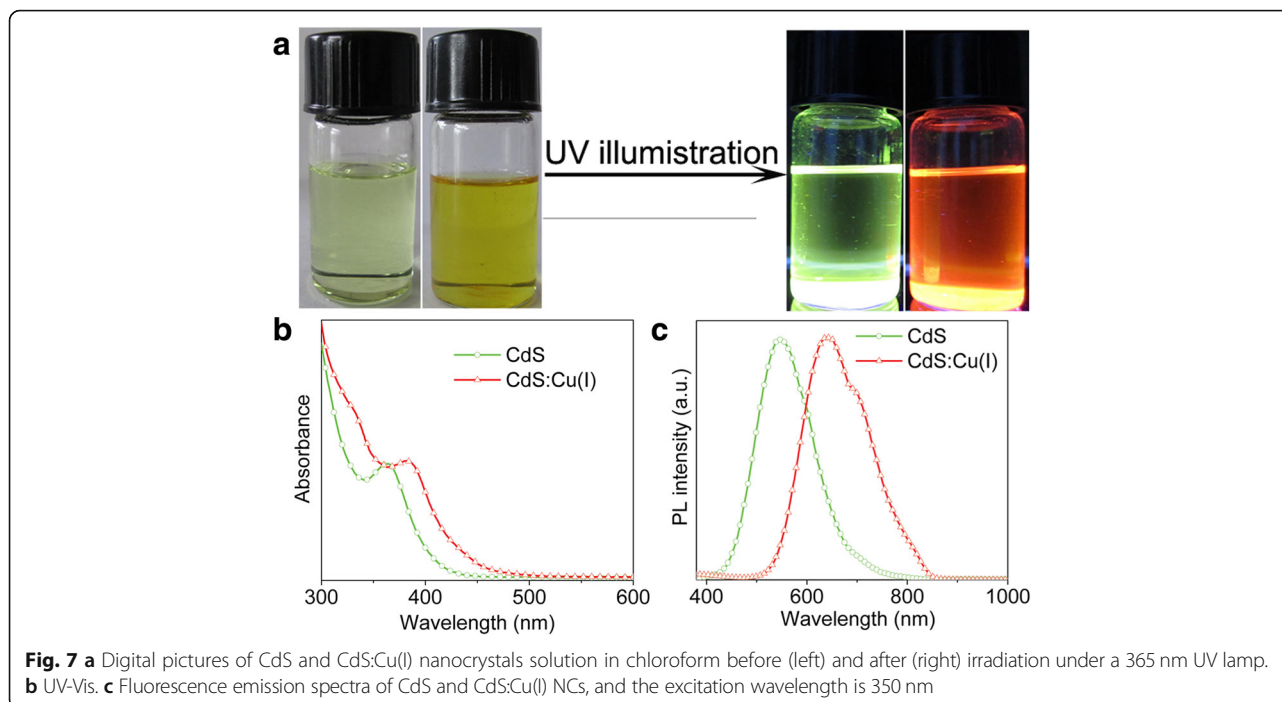 a
UV illumistration
b
CdS
CdS:Cu(I)
Absorbance
300
400
500
600
Wavelength (nm)
c
CdS
CdS:Cu(I)
PL intensity (a.u.)
400
600
800
1000
Wavelength (nm)
Fig. 7 a Digital pictures of CdS and CdS:Cu(I) nanocrystals solution in chloroform before (left) and after (right) irradiation under a 365 nm UV lamp.
b UV-Vis. c Fluorescence emission spectra of CdS and CdS:Cu(I) NCs, and the excitation wavelength is 350 nm